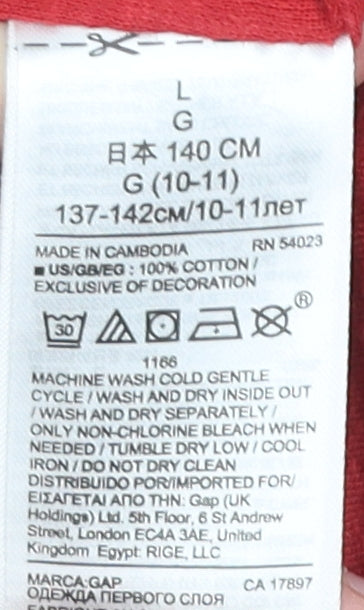 L
G
日本 140 CM
G (10-11)
137-142см/10-11лет
MADE IN CAMBODIA RN 54023
■ US/GB/EG : 100% COTTON /
EXCLUSIVE OF DECORATION
30 ®
1166
MACHINE WASH COLD GENTLE
CYCLE / WASH AND DRY INSIDE OUT
/ WASH AND DRY SEPARATELY /
ONLY NON-CHLORINE BLEACH WHEN
NEEDED / TUMBLE DRY LOW / COOL
IRON / DO NOT DRY CLEAN
DISTRIBUIDO POR/IMPORTED FOR/
ΕΙΣΑΓΕΤΑΙ ΑΠΟ ΤΗΝ: Gap (UK
Holdings) Ltd. 5th Floor, 6 St Andrew
Street, London EC4A 3AE, United
Kingdom Egypt: RIGE, LLC
MARCA:GAP CA 17897
ОДЕЖДА ПЕРВОГО СЛОЯ